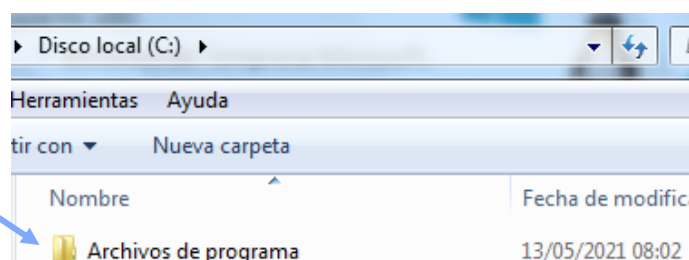 Disco local (C:)
Herramientas Ayuda
tir con Nueva carpeta
Nombre Fecha de modific
Archivos de programa 13/05/2021 08:02